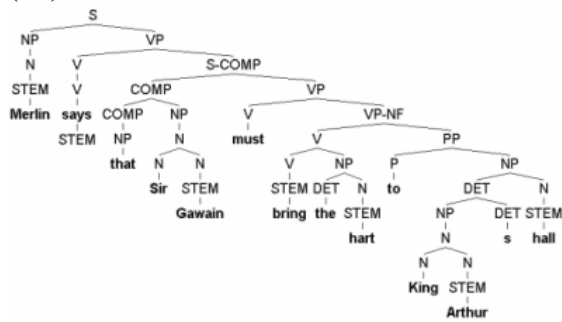 S
NP VP
N V S-COMP
STEM V COMP VP
Merlin says COMP NP V VP-NF
STEM NP N must V PP
that N N V NP P NP
Sir STEM STEM DET N to DET N
Gawain bring the STEM NP DET STEM
hart N s hall
N N
King STEM
Arthur